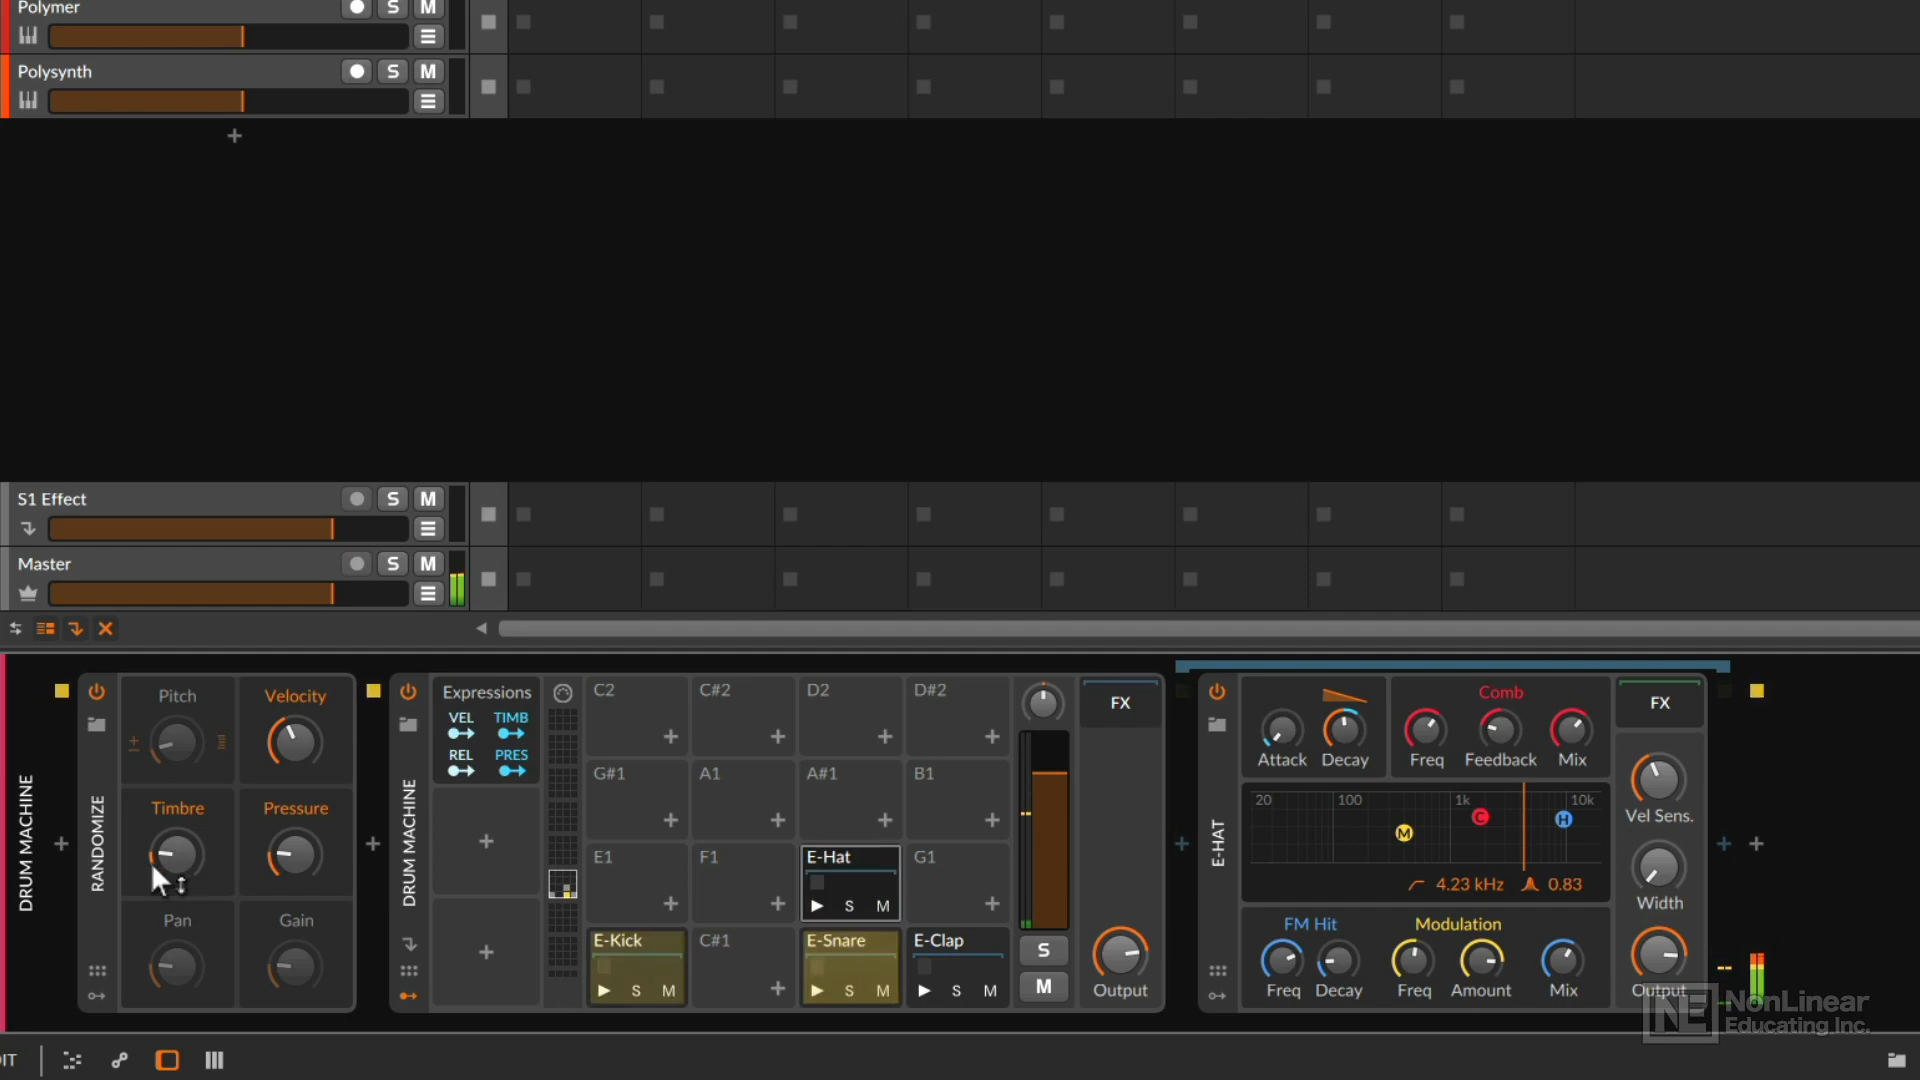 Polymer
S M
Polysynth
S M
S1 Effect
S M
Master
S M
DRUM MACHINE
RANDOMIZE
Pitch
Velocity
Timbre
Pressure
Pan
Gain
DRUM MACHINE
Expressions
VEL TIMB
REL PRES
C2
C#2
D2
D#2
G#1
A1
A#1
B1
E1
F1
E-Hat
S M
G1
E-Kick
S M
C#1
E-Snare
S M
E-Clap
S M
S
M
FX
Output
E-HAT
Attack
Decay
Comb
Freq
Feedback
Mix
20 100 1k 10k
M C H
4.23 kHz 0.83
FM Hit
Freq
Decay
Modulation
Freq
Amount
Mix
FX
Vel Sens.
Width
Output
NE NonLinear
Educating Inc.